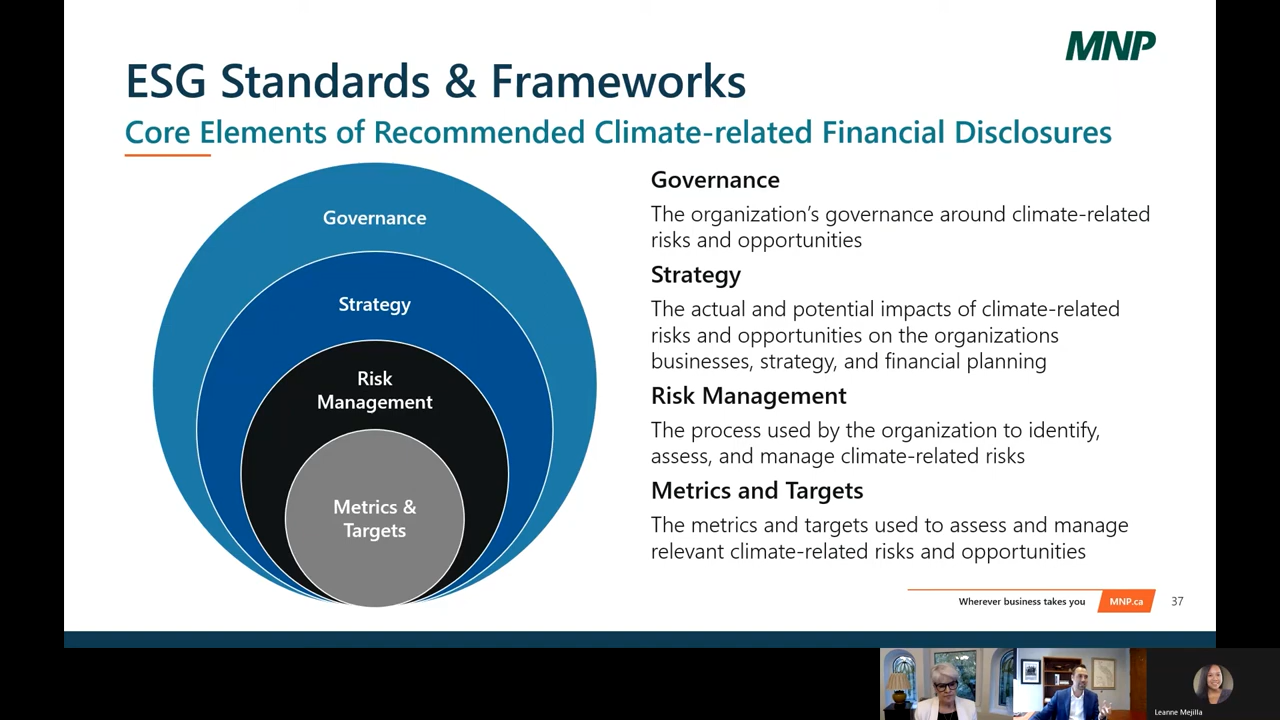 MNP
ESG Standards & Frameworks
Core Elements of Recommended Climate-related Financial Disclosures
Governance
Strategy
Risk
Management
Metrics &
Targets
Governance
The organization’s governance around climate-related
risks and opportunities
Strategy
The actual and potential impacts of climate-related
risks and opportunities on the organizations
businesses, strategy, and financial planning
Risk Management
The process used by the organization to identify,
assess, and manage climate-related risks
Metrics and Targets
The metrics and targets used to assess and manage
relevant climate-related risks and opportunities
Wherever business takes you
MNP.ca
37
Leanne Mejilla